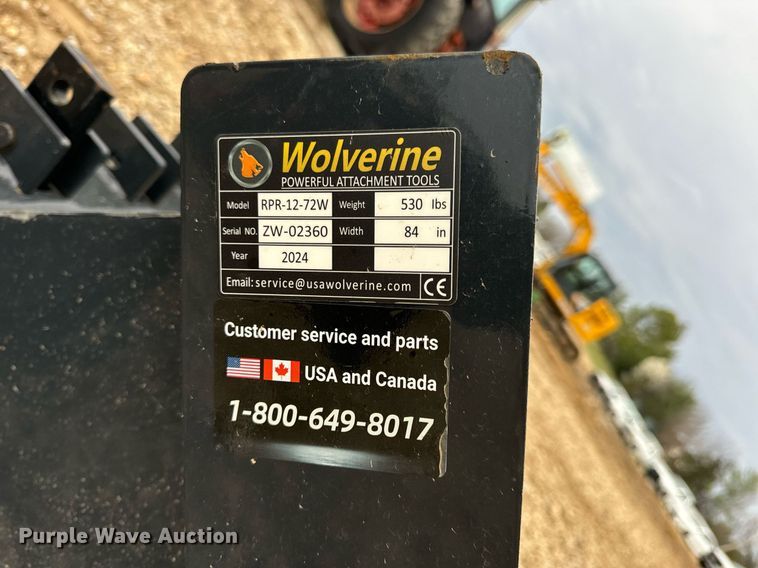 Wolverine
POWERFUL ATTACHMENT TOOLS
Model RPR-12-72W Weight 530 lbs
Serial NO. ZW-02360 Width 84 in
Year 2024
Email: service@usawolverine.com CE
Customer service and parts
USA and Canada
1-800-649-8017
Purple Wave Auction